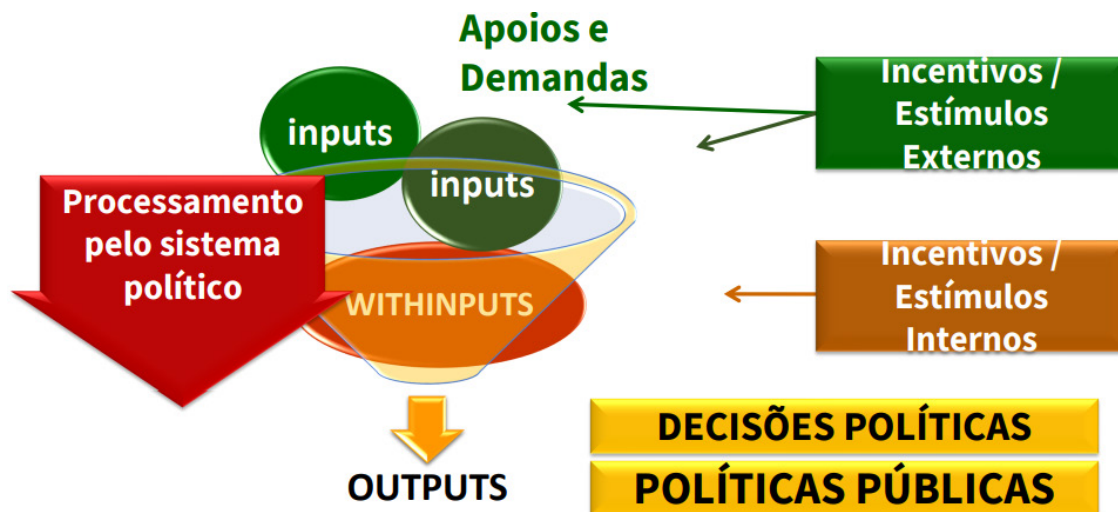 Apoios e
Demandas
Incentivos /
Estímulos
Externos
inputs
inputs
Processamento
pelo sistema
político
WITHINPUTS
Incentivos /
Estímulos
Internos
DECISÕES POLÍTICAS
OUTPUTS
POLÍTICAS PÚBLICAS